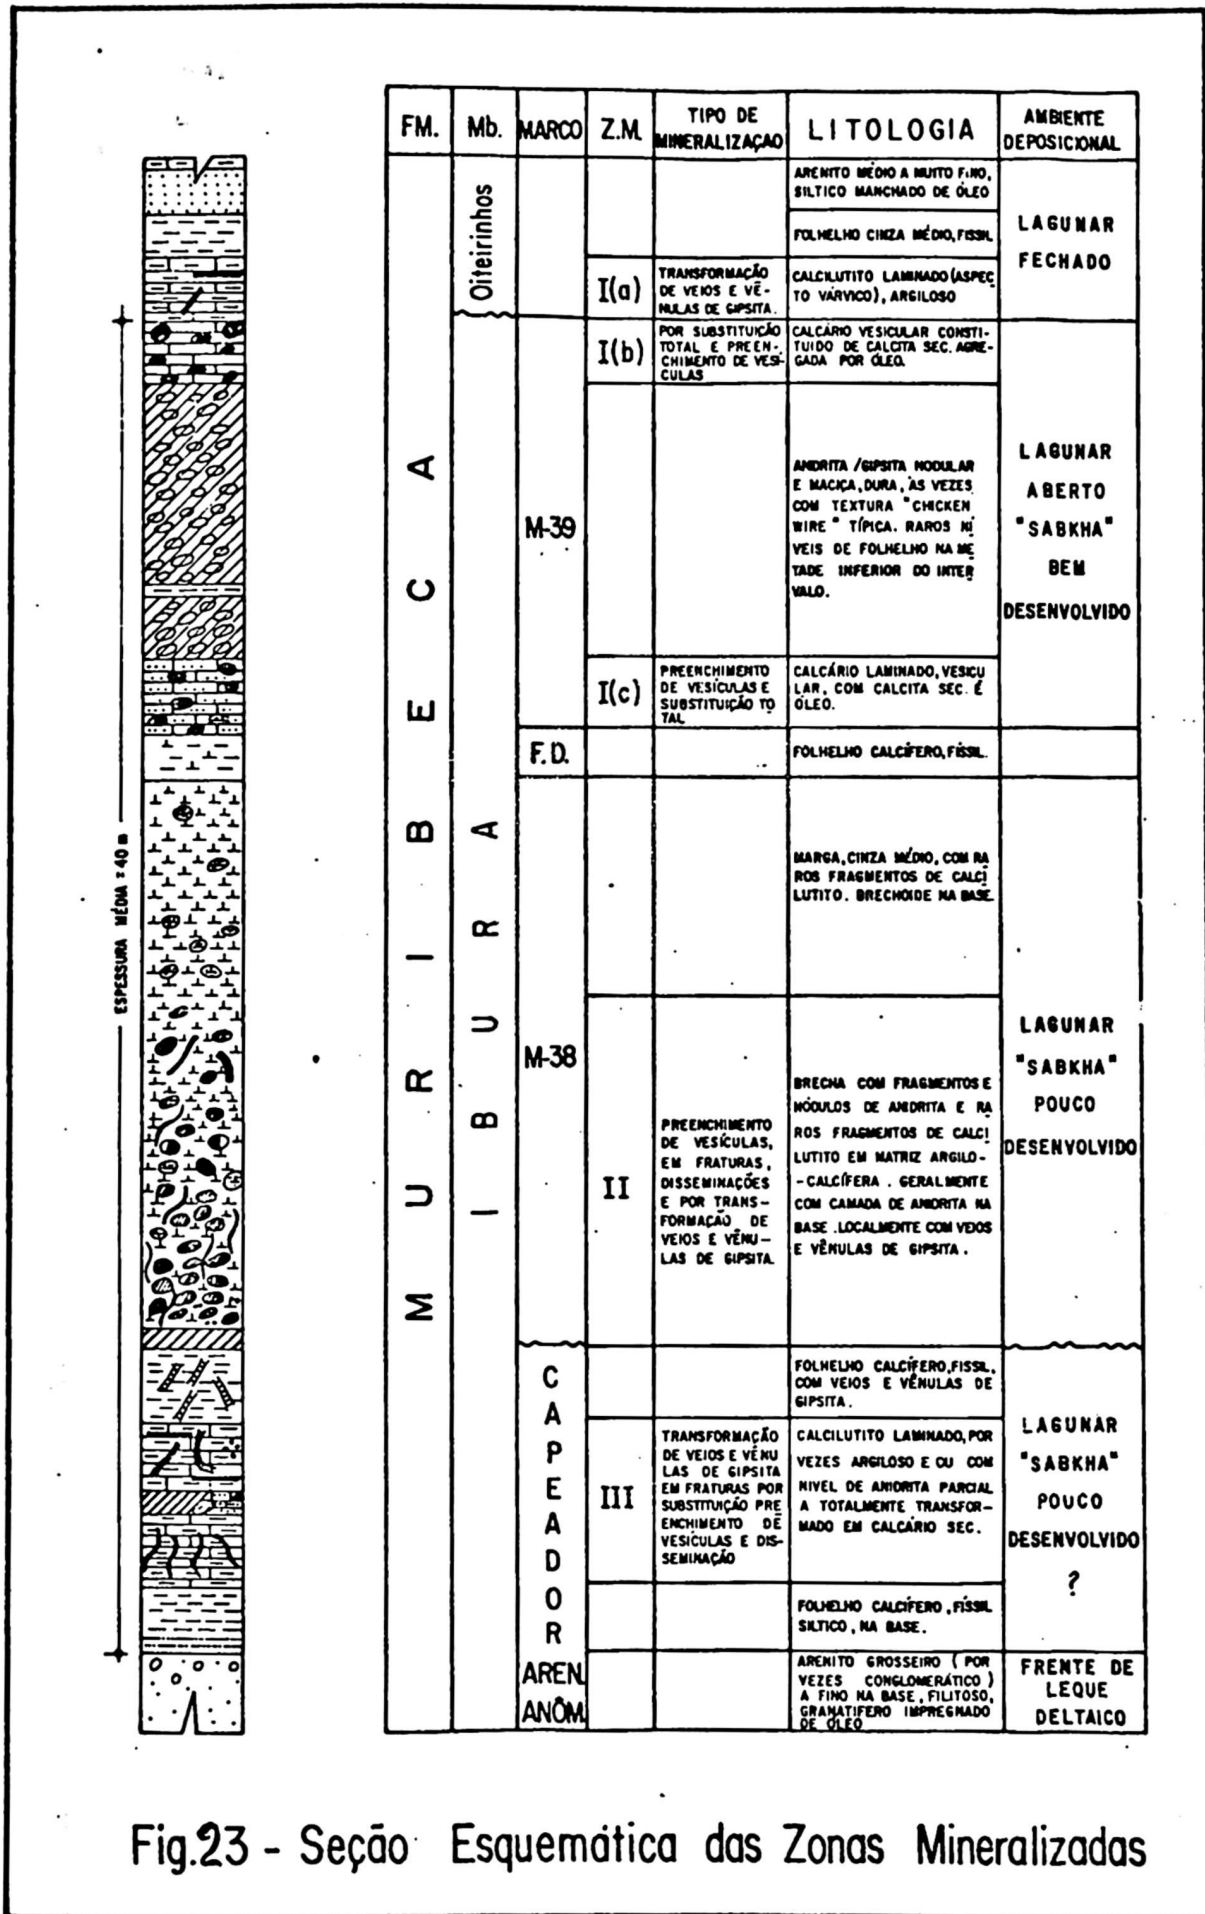 FM.
Mb.
MARCO
Z.M.
TIPO DE
MINERALIZAÇÃO
LITOLOGIA
AMBIENTE
DEPOSICIONAL
MURIBECA
Oiteirinhos
ARENITO MÉDIO A MUITO FINO,
SILTICO MANCHADO DE ÓLEO
FOLHELHO CINZA MÉDIO, FISSIL
LAGUNAR
FECHADO
I(a)
TRANSFORMAÇÃO
DE VEIOS E VÊ-
NULAS DE GIPSITA.
CALCILUTITO LAMINADO (ASPEC
TO VÁRVICO), ARGILOSO
IBURA
M-39
I(b)
POR SUBSTITUIÇÃO
TOTAL E PREEN-
CHIMENTO DE VESÍ
CULAS
CALCÁRIO VESICULAR CONSTI-
TUIDO DE CALCITA SEC. AGRE-
GADA POR ÓLEO.
ANIDRITA /GIPSITA NODULAR
E MACIÇA, DURA, ÀS VEZES
COM TEXTURA "CHICKEN
WIRE" TÍPICA. RAROS NÍ
VEIS DE FOLHELHO NA ME
TADE INFERIOR DO INTER
VALO.
LAGUNAR
ABERTO
"SABKHA"
BEM
DESENVOLVIDO
I(c)
PREENCHIMENTO
DE VESÍCULAS E
SUBSTITUIÇÃO TO
TAL
CALCÁRIO LAMINADO, VESICU
LAR, COM CALCITA SEC. É
ÓLEO.
F.D.
FOLHELHO CALCÍFERO, FÍSSIL.
M-38
MARGA, CINZA MÉDIO, COM RA
ROS FRAGMENTOS DE CALCI
LUTITO. BRECHOIDE NA BASE.
II
PREENCHIMENTO
DE VESÍCULAS,
EM FRATURAS,
DISSEMINAÇÕES
E POR TRANS-
FORMAÇÃO DE
VEIOS E VÊNU-
LAS DE GIPSITA.
BRECHA COM FRAGMENTOS E
NÓDULOS DE ANIDRITA E RA
ROS FRAGMENTOS DE CALCI
LUTITO EM MATRIZ ARGILO-
-CALCÍFERA . GERALMENTE
COM CAMADA DE ANIDRITA NA
BASE .LOCALMENTE COM VEIOS
E VÊNULAS DE GIPSITA .
LAGUNAR
"SABKHA"
POUCO
DESENVOLVIDO
CAPEADOR
FOLHELHO CALCÍFERO, FISSIL,
COM VEIOS E VÊNULAS DE
GIPSITA .
III
TRANSFORMAÇÃO
DE VEIOS E VÊNU
LAS DE GIPSITA
EM FRATURAS POR
SUBSTITUIÇÃO PRE
ENCHIMENTO DE
VESÍCULAS E DIS-
SEMINAÇÃO
CALCILUTITO LAMINADO, POR
VEZES ARGILOSO E OU COM
NIVEL DE ANIDRITA PARCIAL
A TOTALMENTE TRANSFOR-
MADO EM CALCÁRIO SEC.
LAGUNAR
"SABKHA"
POUCO
DESENVOLVIDO
?
FOLHELHO CALCÍFERO , FÍSSIL
SILTICO , NA BASE.
AREN.
ANÔM.
ARENITO GROSSEIRO ( POR
VEZES CONGLOMERÁTICO )
A FINO NA BASE , FILITOSO,
GRANATIFERO IMPREGNADO
DE ÓLEO
FRENTE DE
LEQUE
DELTAICO
ESPESSURA MÉDIA = 40 m
Fig.23 - Seção Esquemática das Zonas Mineralizadas